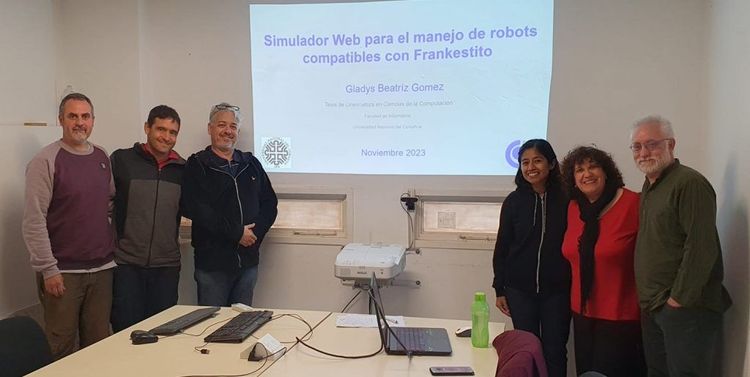 Simulador Web para el manejo de robots
compatibles con Frankestito
Gladys Beatriz Gomez
Tesis de Licenciatura en Ciencias de la Computación
Facultad de Informática
Universidad Nacional del Comahue
Noviembre 2023